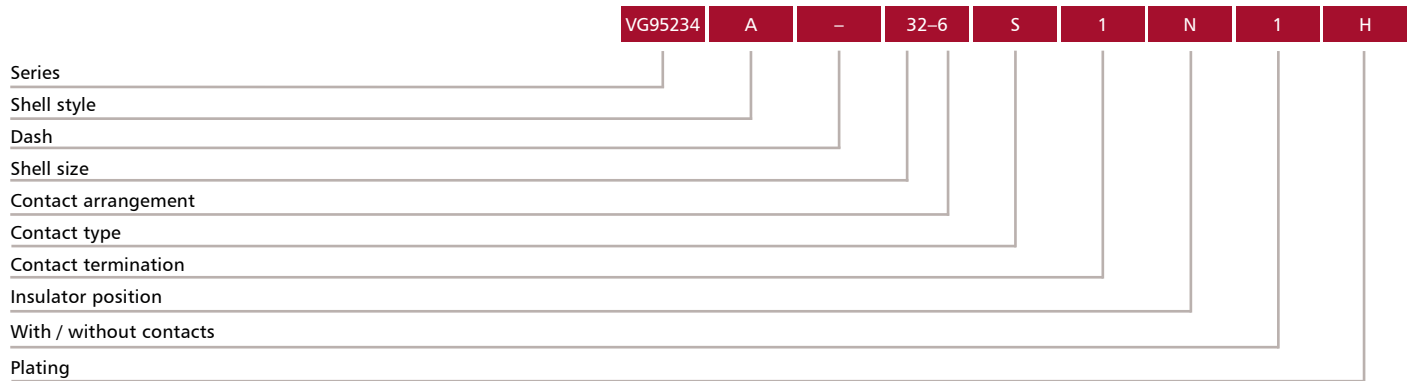 VG95234 A – 32–6 S 1 N 1 H
Series
Shell style
Dash
Shell size
Contact arrangement
Contact type
Contact termination
Insulator position
With / without contacts
Plating